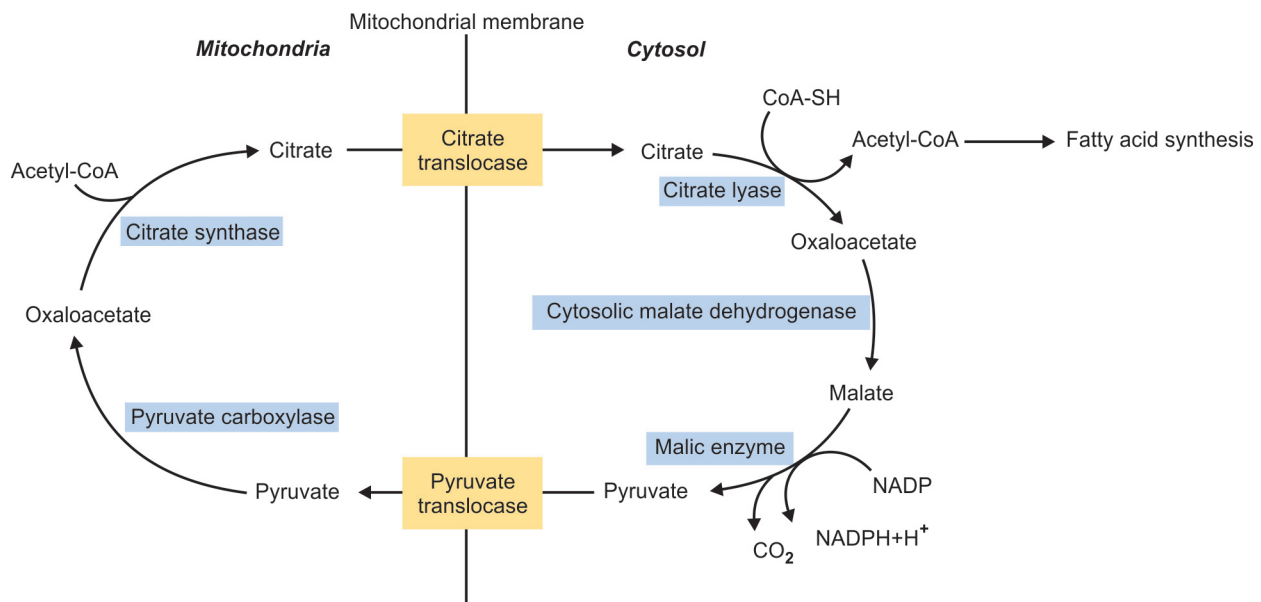 Mitochondrial membrane
Mitochondria
Cytosol
CoA-SH
Citrate
Citrate
translocase
Citrate
Acetyl-CoA
Fatty acid synthesis
Acetyl-CoA
Citrate lyase
Citrate synthase
Oxaloacetate
Oxaloacetate
Cytosolic malate dehydrogenase
Malate
Pyruvate carboxylase
Malic enzyme
Pyruvate
Pyruvate
translocase
Pyruvate
NADP
CO₂
NADPH+H⁺